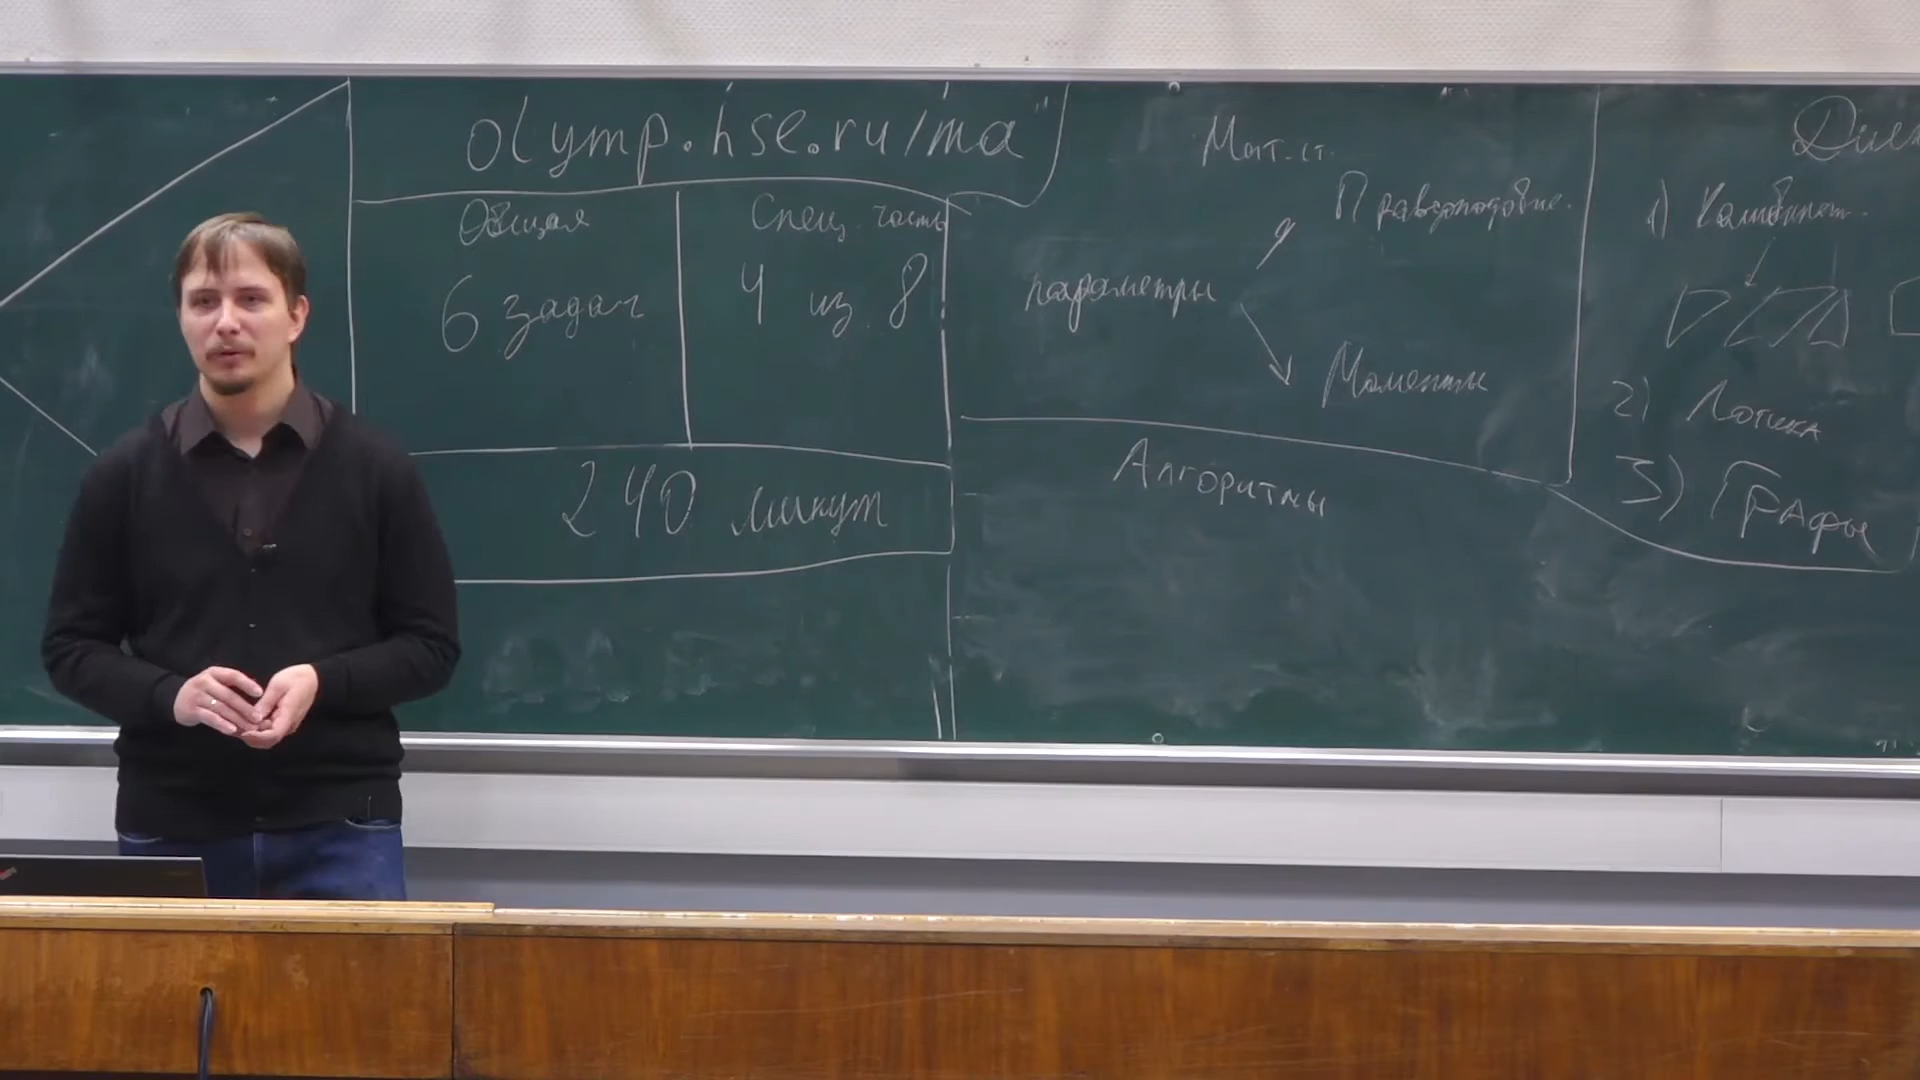 olymp.hse.ru/ma
Общая
Спец. часть
6 задач
4 из 8
240 минут
Мат. ст.
Правдоподобие.
параметры
Моменты
Алгоритмы
1) Комбинат.
2) Логика
3) Графы